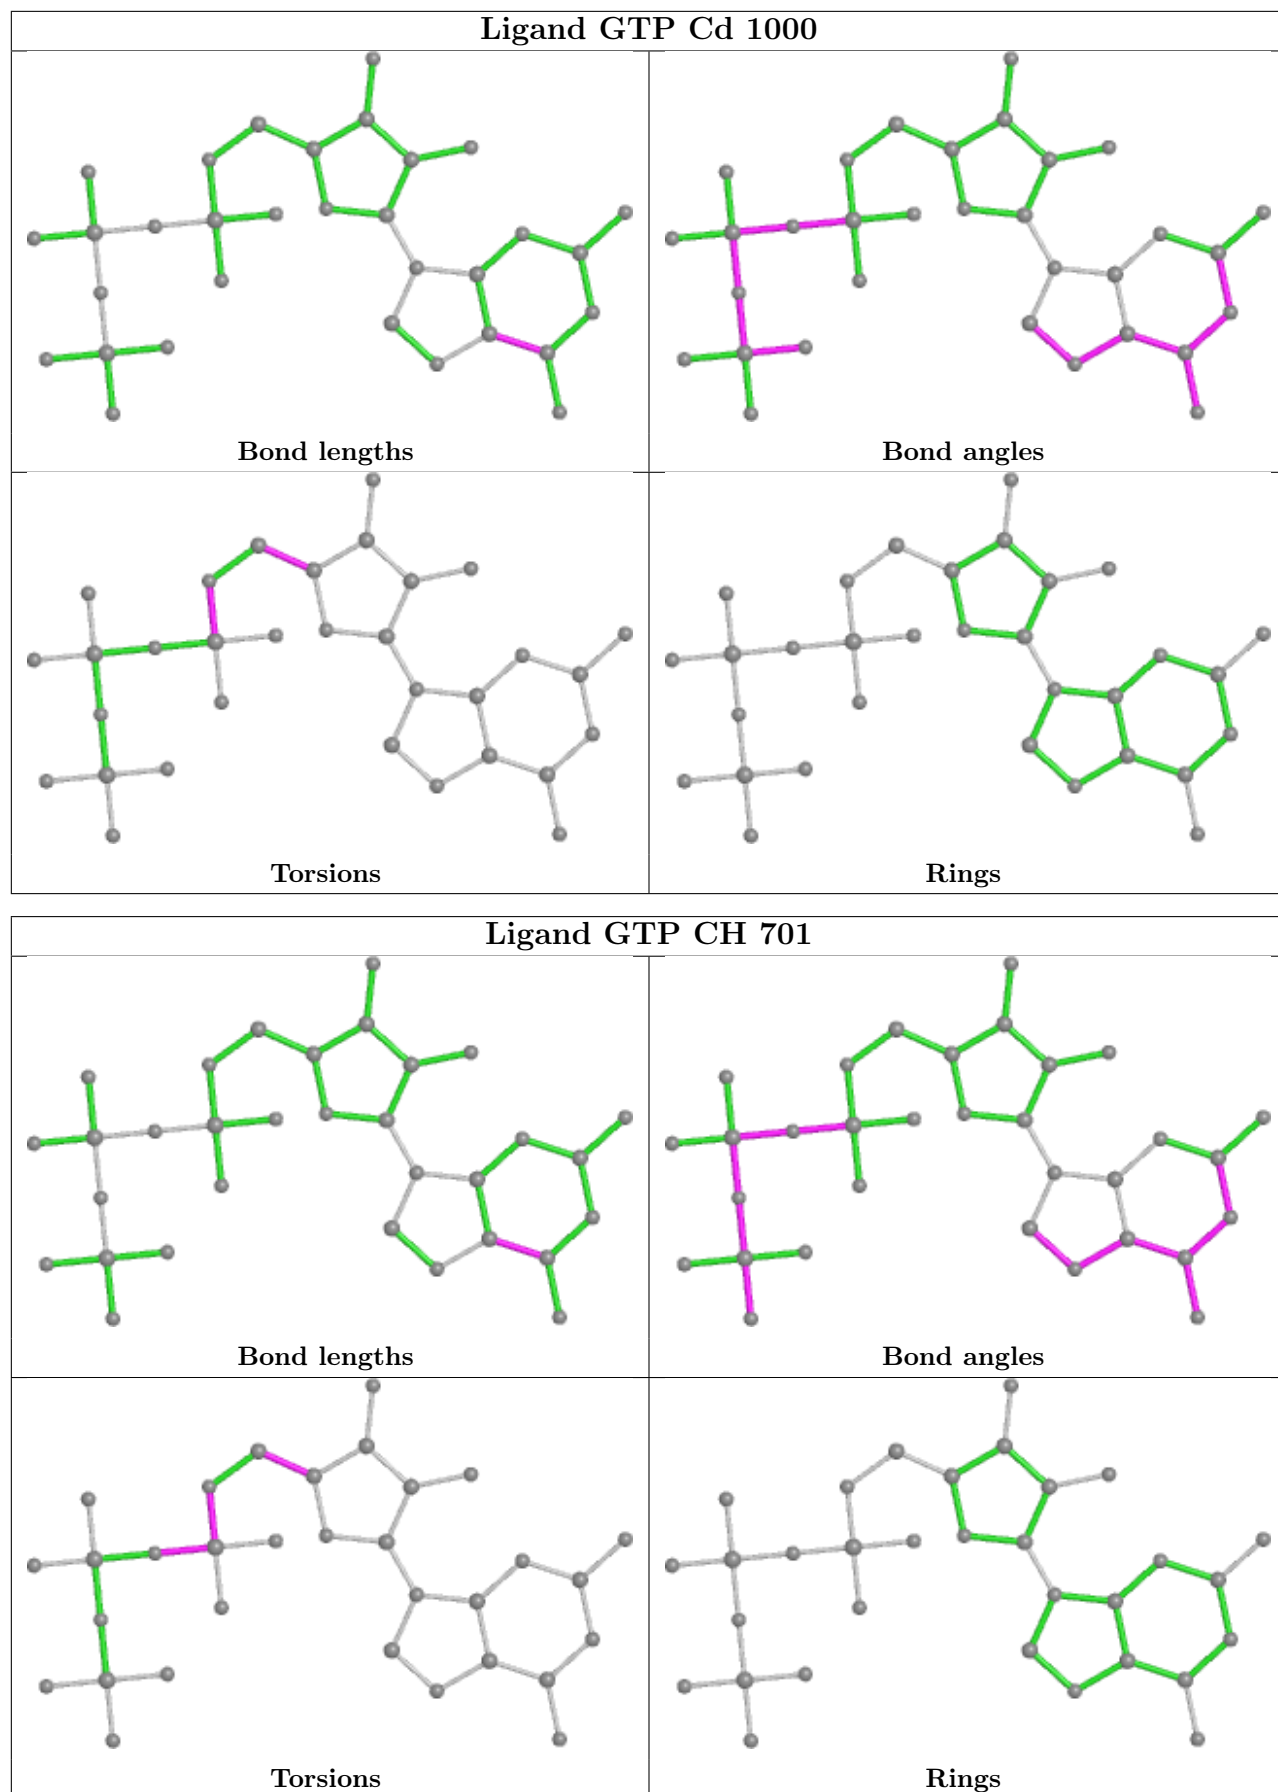 Ligand GTP Cd 1000
Bond lengths
Bond angles
Torsions
Rings
Ligand GTP CH 701
Bond lengths
Bond angles
Torsions
Rings